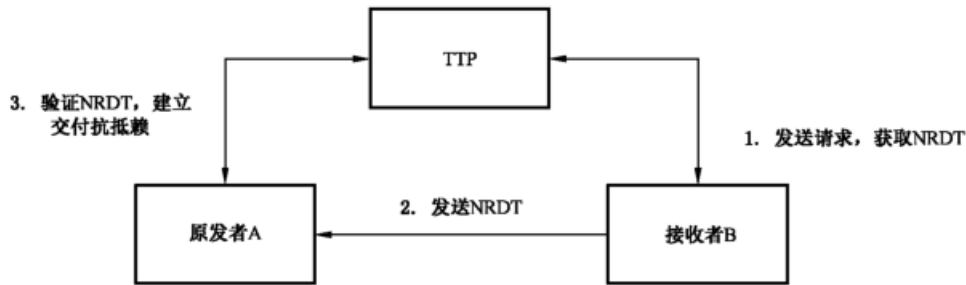 TTP
3. 验证NRDT，建立
交付抗抵赖
1. 发送请求，获取NRDT
2. 发送NRDT
原发者A
接收者B